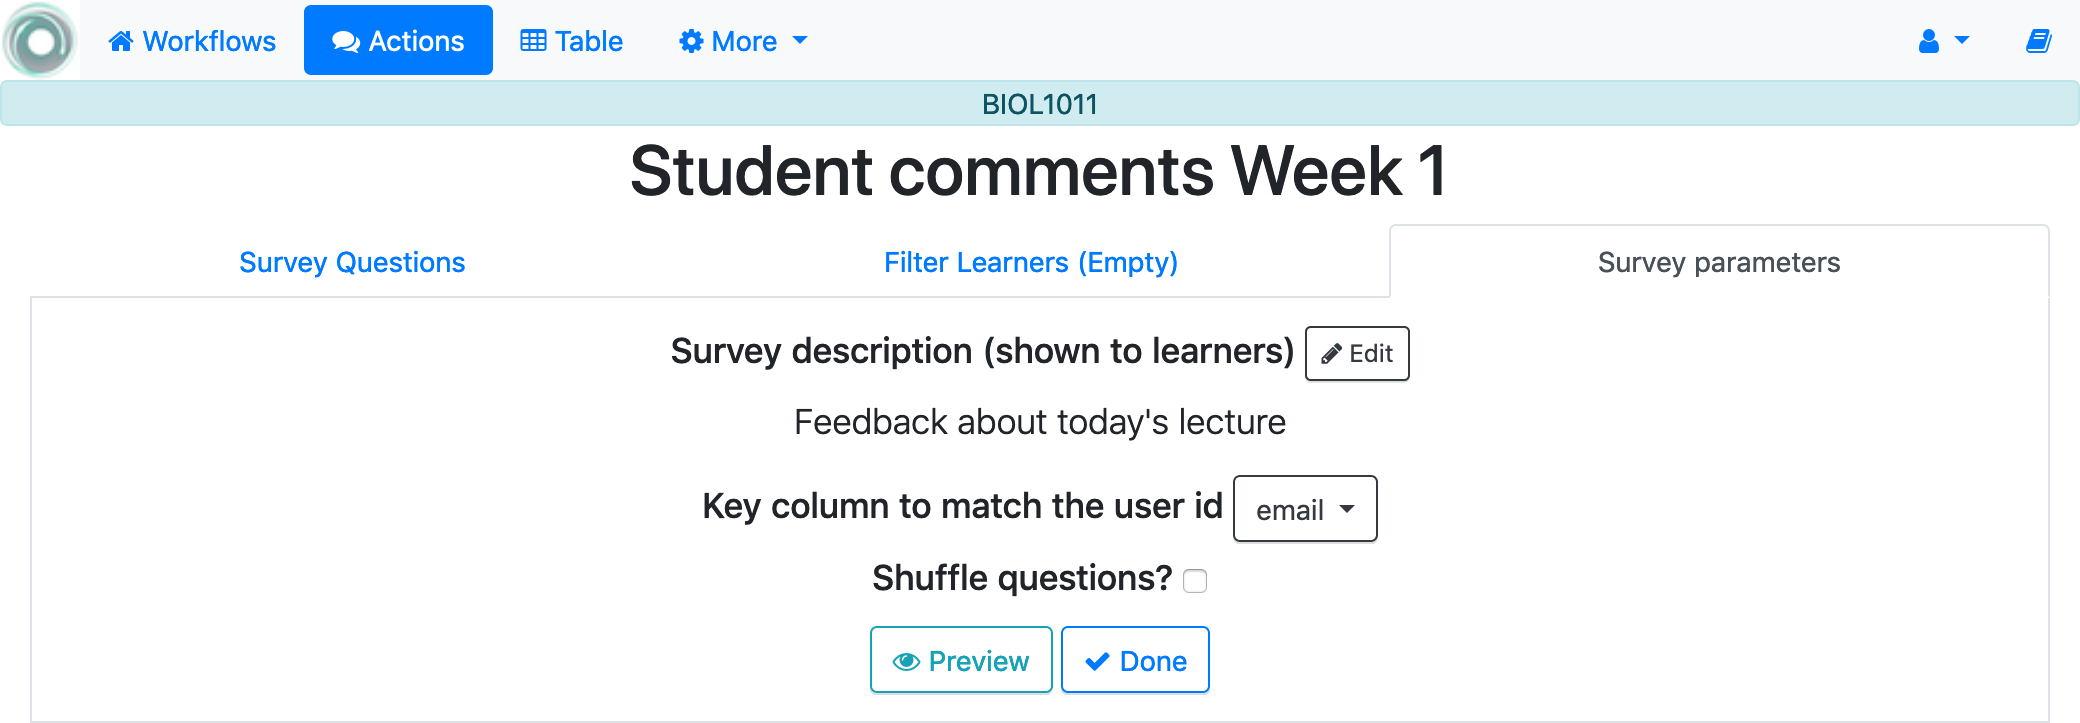 Workflows Actions Table More
BIOL1011
Student comments Week 1
Survey Questions Filter Learners (Empty) Survey parameters
Survey description (shown to learners) Edit
Feedback about today's lecture
Key column to match the user id email
Shuffle questions?
Preview Done